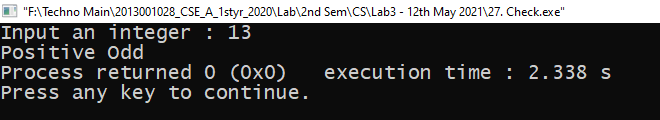 "F:\Techno Main\2013001028_CSE_A_1styr_2020\Lab\2nd Sem\CS\Lab3 - 12th May 2021\27. Check.exe"
Input an integer : 13
Positive Odd
Process returned 0 (0x0)   execution time : 2.338 s
Press any key to continue.